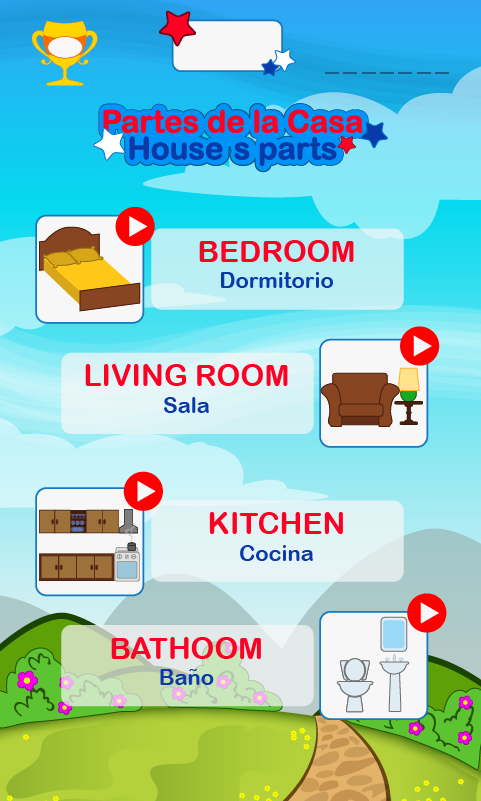 Partes de la Casa
House s parts
BEDROOM
Dormitorio
LIVING ROOM
Sala
KITCHEN
Cocina
BATHOOM
Baño